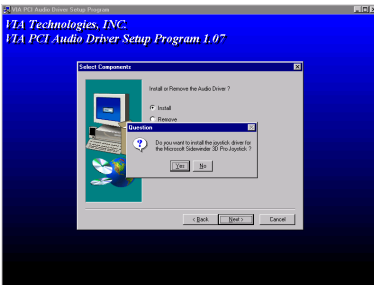 VIA PCI Audio Driver Setup Program
VIA Technologies, INC.
VIA PCI Audio Driver Setup Program 1.07
Select Components
Install or Remove the Audio Driver ?
Install
Remove
Question
Do you want to install the joystick driver for
the Microsoft Sidewinder 3D Pro Joystick ?
Yes
No
< Back
Next >
Cancel